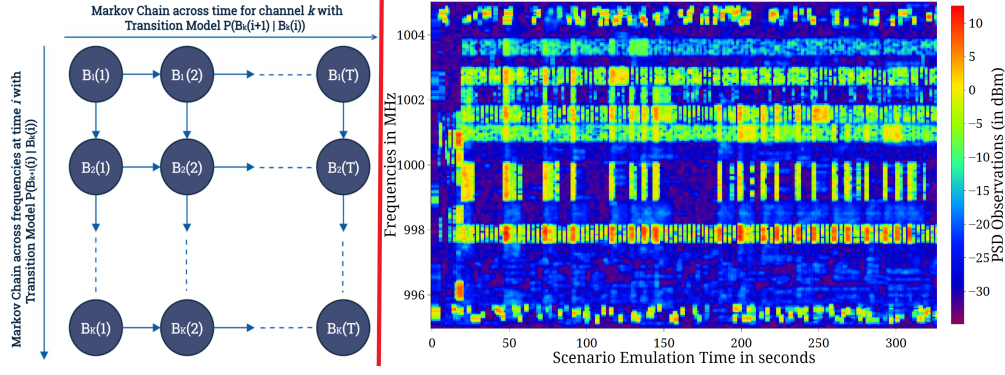 Markov Chain across time for channel k with
Transition Model P(Bₖ(i+1) | Bₖ(i))
Markov Chain across frequencies at time i with
Transition Model P(Bₖ₊₁(i) | Bₖ(i))
B₁(1) B₁(2) B₁(T)
B₂(1) B₂(2) B₂(T)
Bₖ(1) Bₖ(2) Bₖ(T)
Frequencies in MHz
1004
1002
1000
998
996
0 50 100 150 200 250 300
Scenario Emulation Time in seconds
10
5
0
−5
−10
−15
−20
−25
−30
PSD Observations (in dBm)